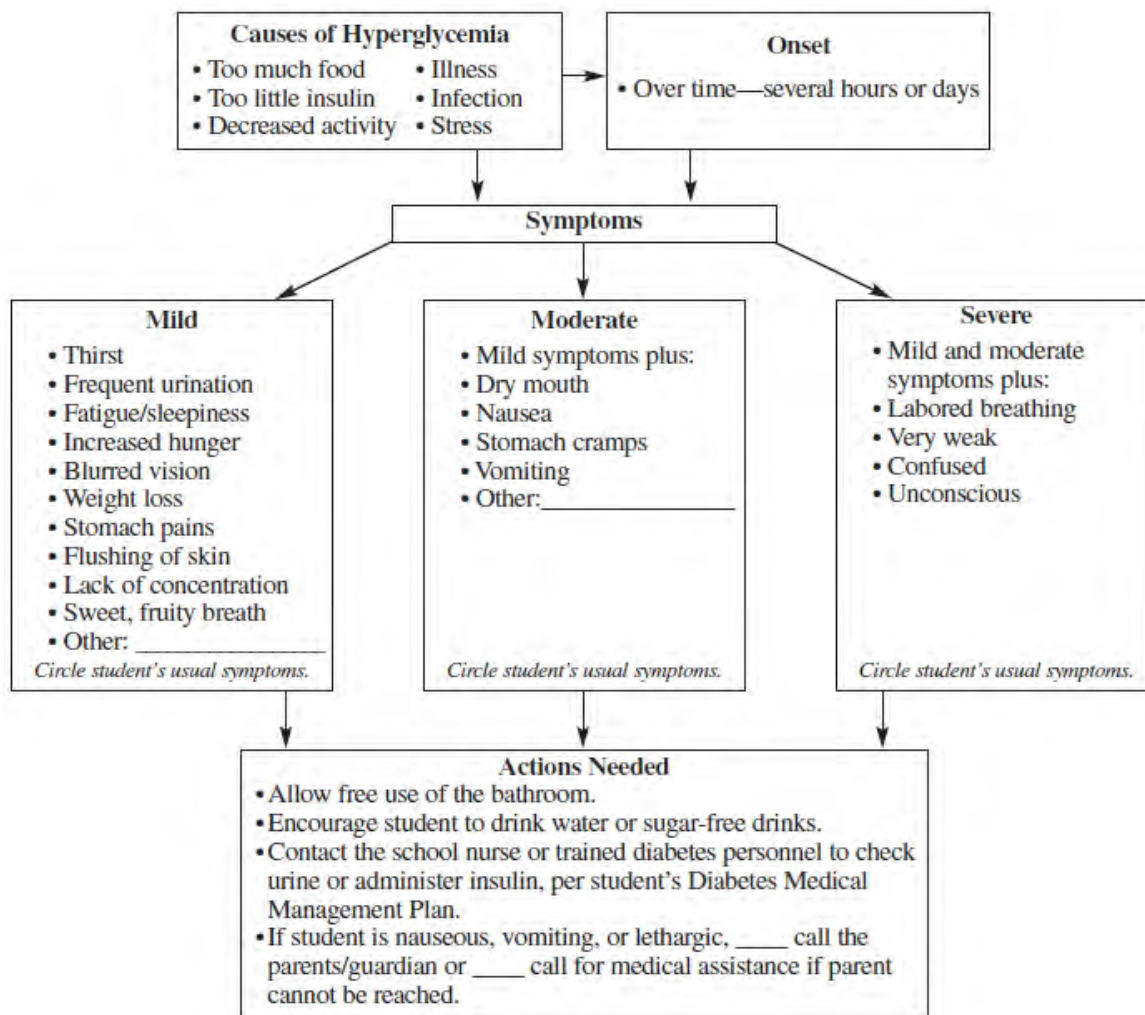 Causes of Hyperglycemia
• Too much food
• Too little insulin
• Decreased activity
• Illness
• Infection
• Stress
Onset
• Over time—several hours or days
Symptoms
Mild
• Thirst
• Frequent urination
• Fatigue/sleepiness
• Increased hunger
• Blurred vision
• Weight loss
• Stomach pains
• Flushing of skin
• Lack of concentration
• Sweet, fruity breath
• Other: ________________
Circle student’s usual symptoms.
Moderate
• Mild symptoms plus:
• Dry mouth
• Nausea
• Stomach cramps
• Vomiting
• Other:________________
Circle student’s usual symptoms.
Severe
• Mild and moderate
symptoms plus:
• Labored breathing
• Very weak
• Confused
• Unconscious
Circle student’s usual symptoms.
Actions Needed
• Allow free use of the bathroom.
• Encourage student to drink water or sugar-free drinks.
• Contact the school nurse or trained diabetes personnel to check
urine or administer insulin, per student’s Diabetes Medical
Management Plan.
• If student is nauseous, vomiting, or lethargic, ____ call the
parents/guardian or ____ call for medical assistance if parent
cannot be reached.